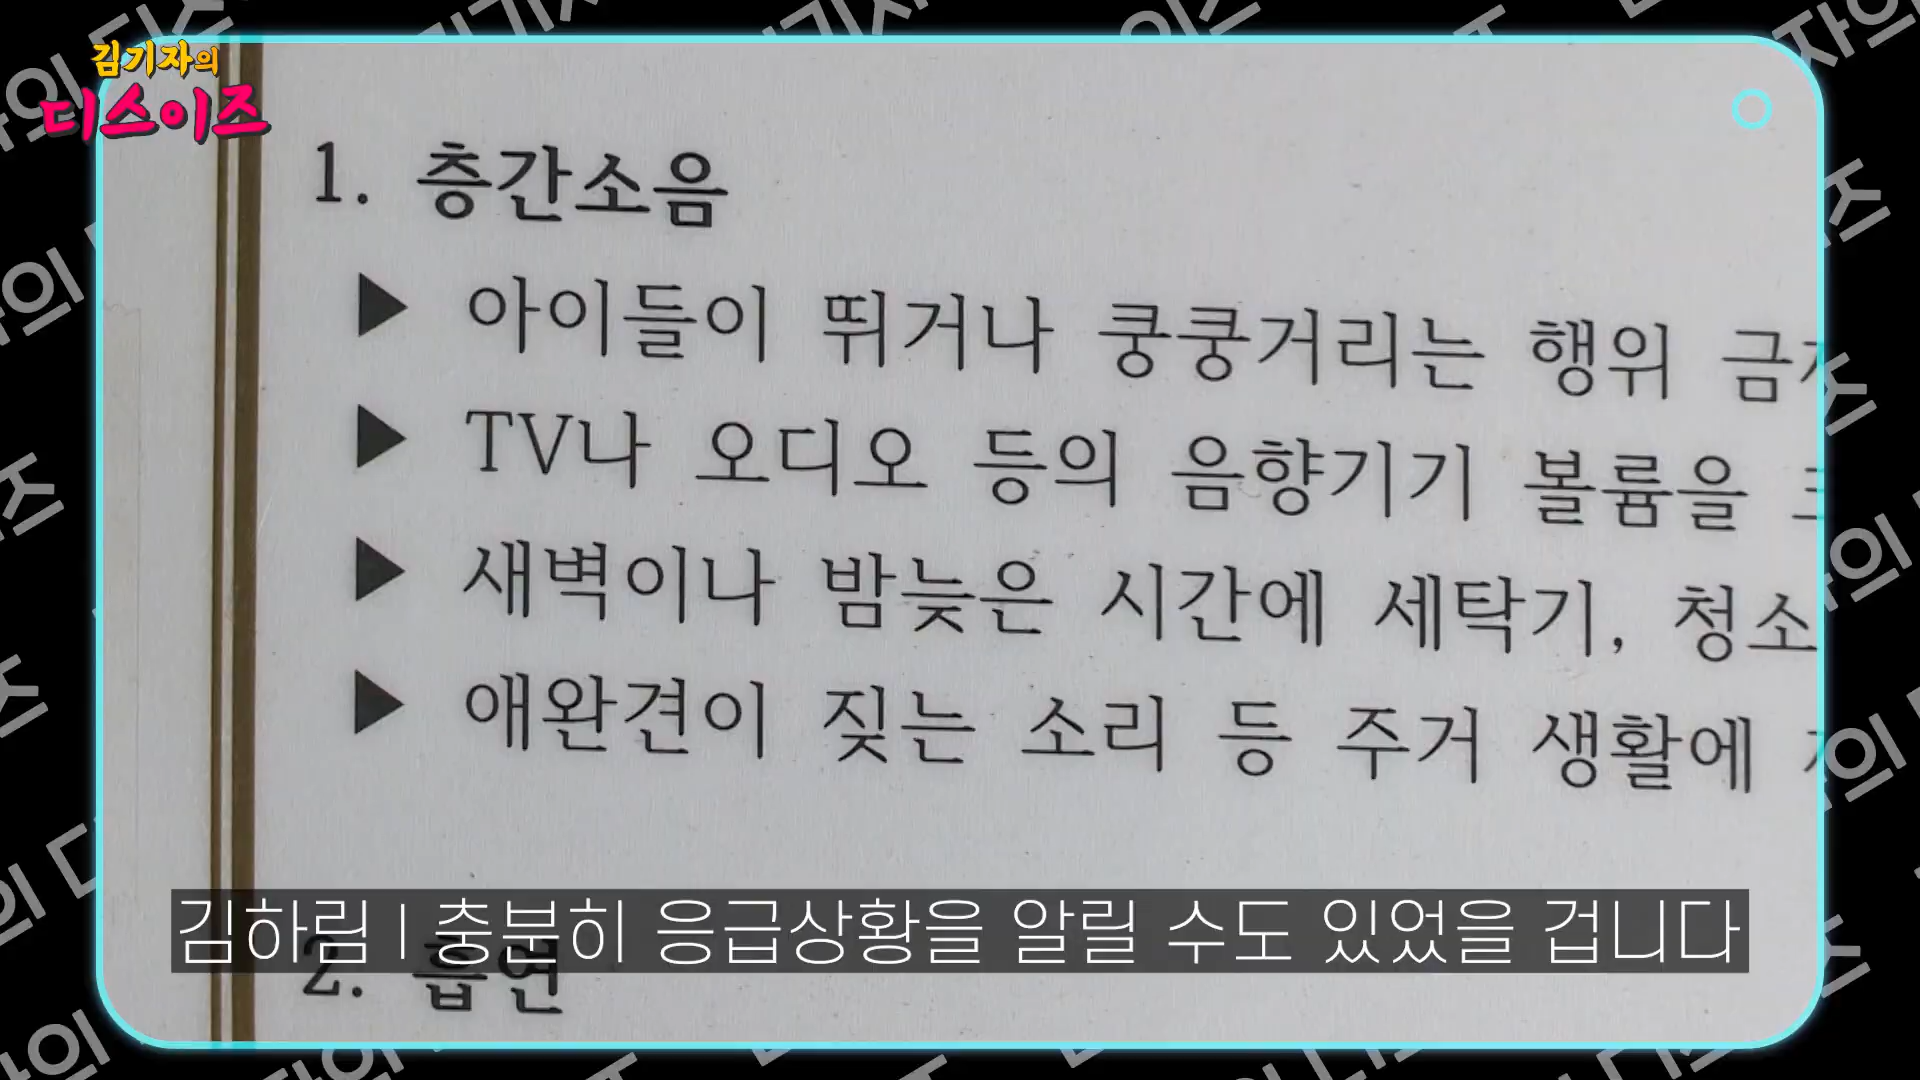 김기자의
디스이즈
1. 층간소음
▶ 아이들이 뛰거나 쿵쿵거리는 행위
▶ TV나 오디오 등의 음향기기 볼륨을
▶ 새벽이나 밤늦은 시간에 세탁기, 청소
▶ 애완견이 짖는 소리 등 주거 생활에
김하림 | 충분히 응급상황을 알릴 수도 있었을 겁니다
2. 흡연